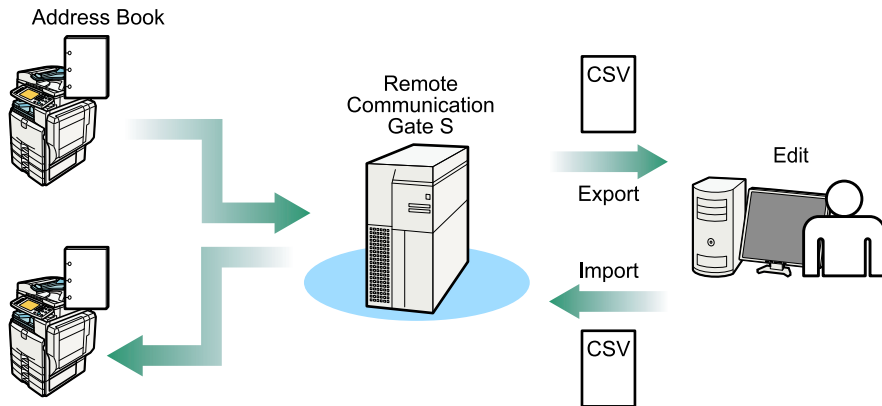 Address Book
Remote
Communication
Gate S
CSV
Export
Edit
Import
CSV